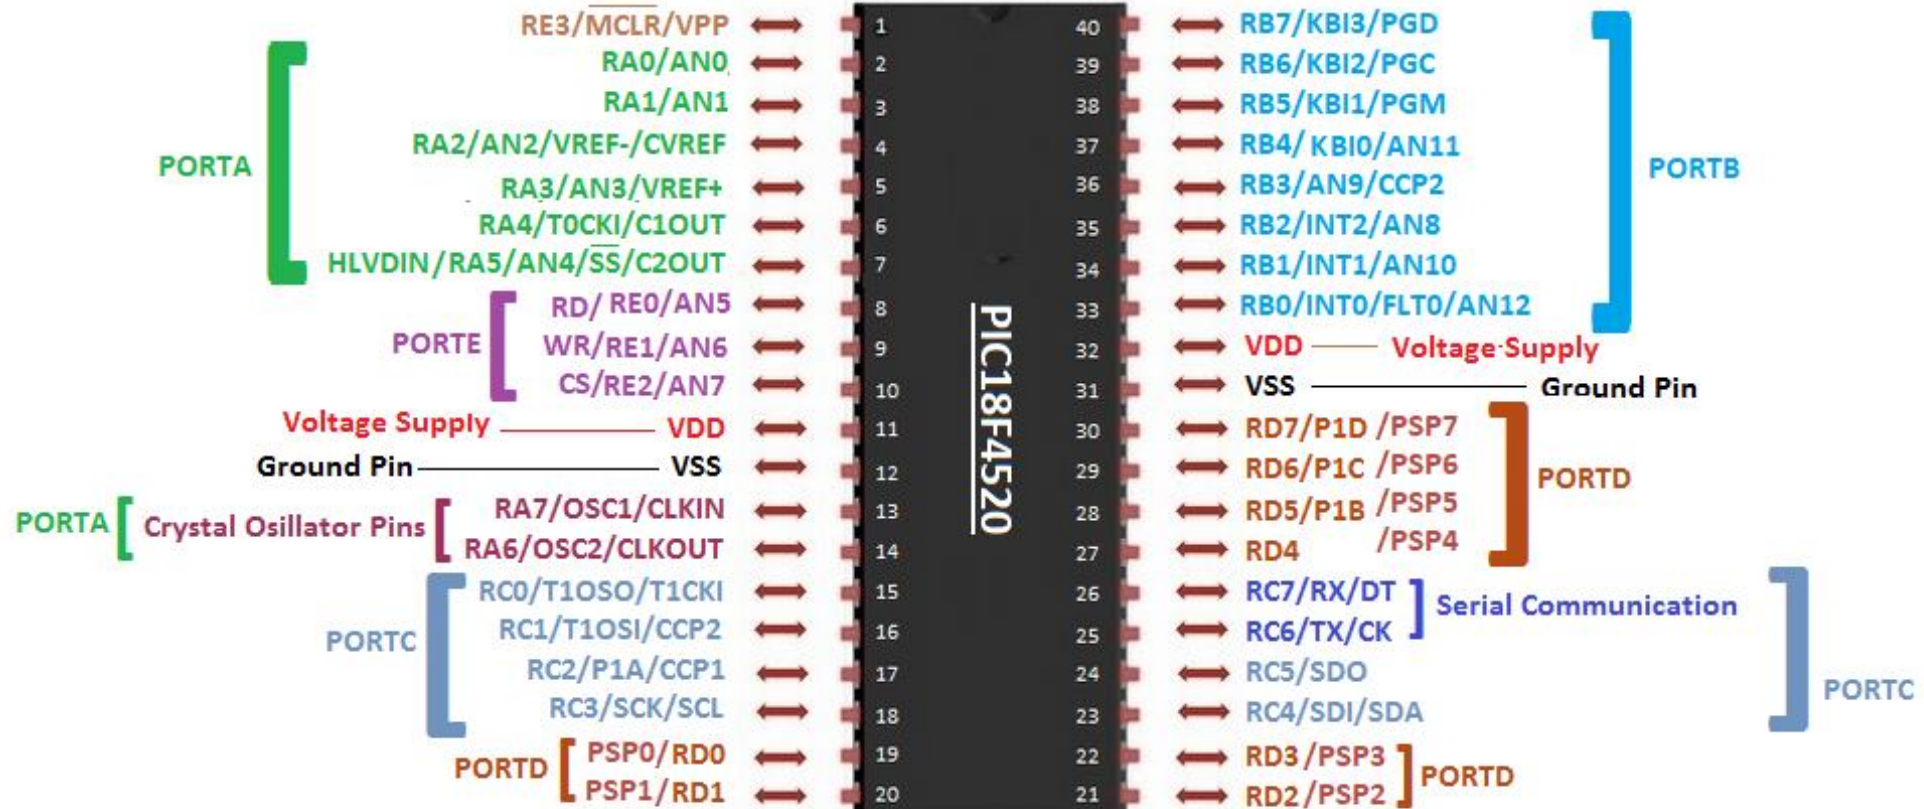 RE3/MCLR/VPP 1 40 RB7/KBI3/PGD
RA0/AN0 2 39 RB6/KBI2/PGC
RA1/AN1 3 38 RB5/KBI1/PGM
RA2/AN2/VREF-/CVREF 4 37 RB4/ KBI0/AN11
PORTA PORTB
RA3/AN3/VREF+ 5 36 RB3/AN9/CCP2
RA4/T0CKI/C1OUT 6 35 RB2/INT2/AN8
HLVDIN/RA5/AN4/SS/C2OUT 7 34 RB1/INT1/AN10
RD/ RE0/AN5 8 33 RB0/INT0/FLT0/AN12
PORTE WR/RE1/AN6 9 32 VDD Voltage Supply
CS/RE2/AN7 10 31 VSS Ground Pin
PIC18F4520
Voltage Supply VDD 11 30 RD7/P1D /PSP7
Ground Pin VSS 12 29 RD6/P1C /PSP6
PORTD
RA7/OSC1/CLKIN 13 28 RD5/P1B /PSP5
PORTA Crystal Osillator Pins
RA6/OSC2/CLKOUT 14 27 RD4 /PSP4
RC0/T1OSO/T1CKI 15 26 RC7/RX/DT
Serial Communication
RC1/T1OSI/CCP2 16 25 RC6/TX/CK
PORTC
RC2/P1A/CCP1 17 24 RC5/SDO
PORTC
RC3/SCK/SCL 18 23 RC4/SDI/SDA
PSP0/RD0 19 22 RD3/PSP3
PORTD PORTD
PSP1/RD1 20 21 RD2/PSP2